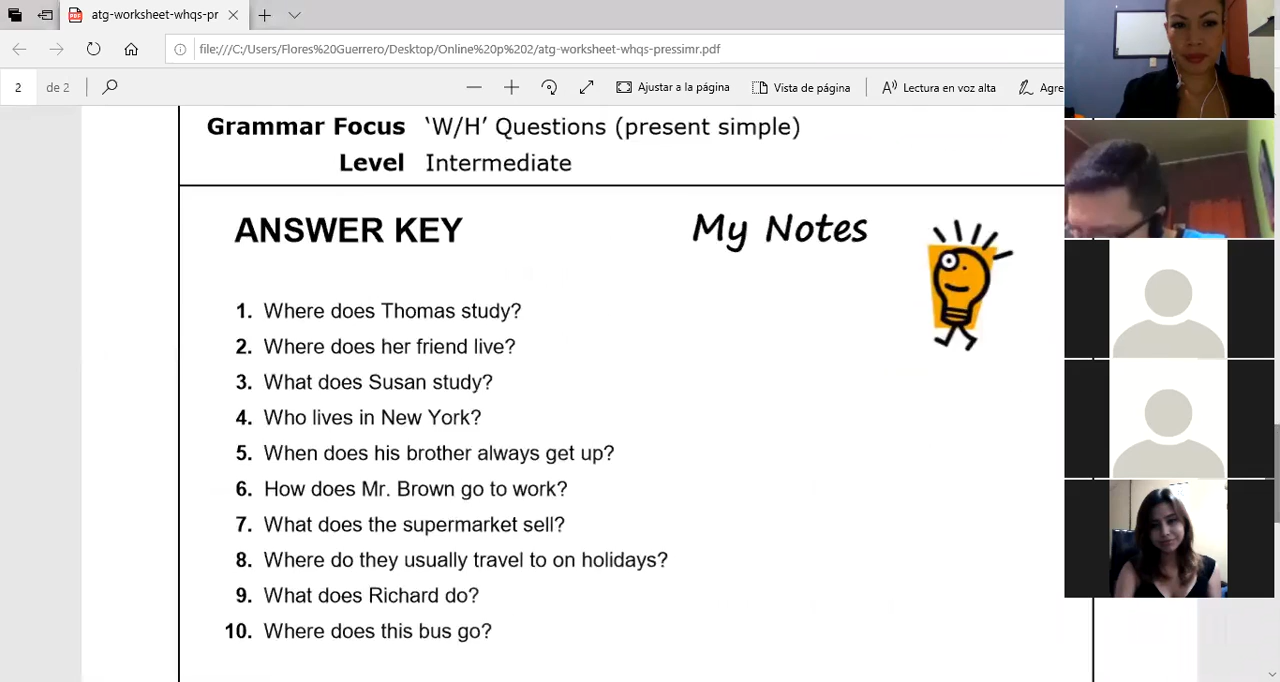 atg-worksheet-whqs-pr
file:///C:/Users/Flores%20Guerrero/Desktop/Online%20p%202/atg-worksheet-whqs-pressimr.pdf
2 de 2 Ajustar a la página Vista de página Lectura en voz alta Agre
Grammar Focus 'W/H' Questions (present simple)
Level Intermediate
ANSWER KEY My Notes
1. Where does Thomas study?
2. Where does her friend live?
3. What does Susan study?
4. Who lives in New York?
5. When does his brother always get up?
6. How does Mr. Brown go to work?
7. What does the supermarket sell?
8. Where do they usually travel to on holidays?
9. What does Richard do?
10. Where does this bus go?